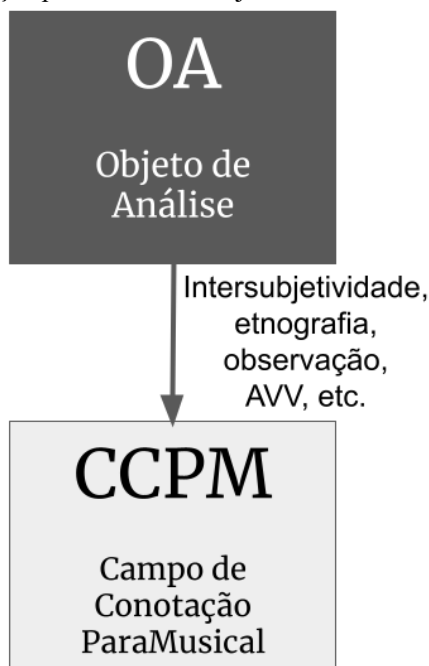 OA
Objeto de
Análise
Intersubjetividade,
etnografia,
observação,
AVV, etc.
CCPM
Campo de
Conotação
ParaMusical